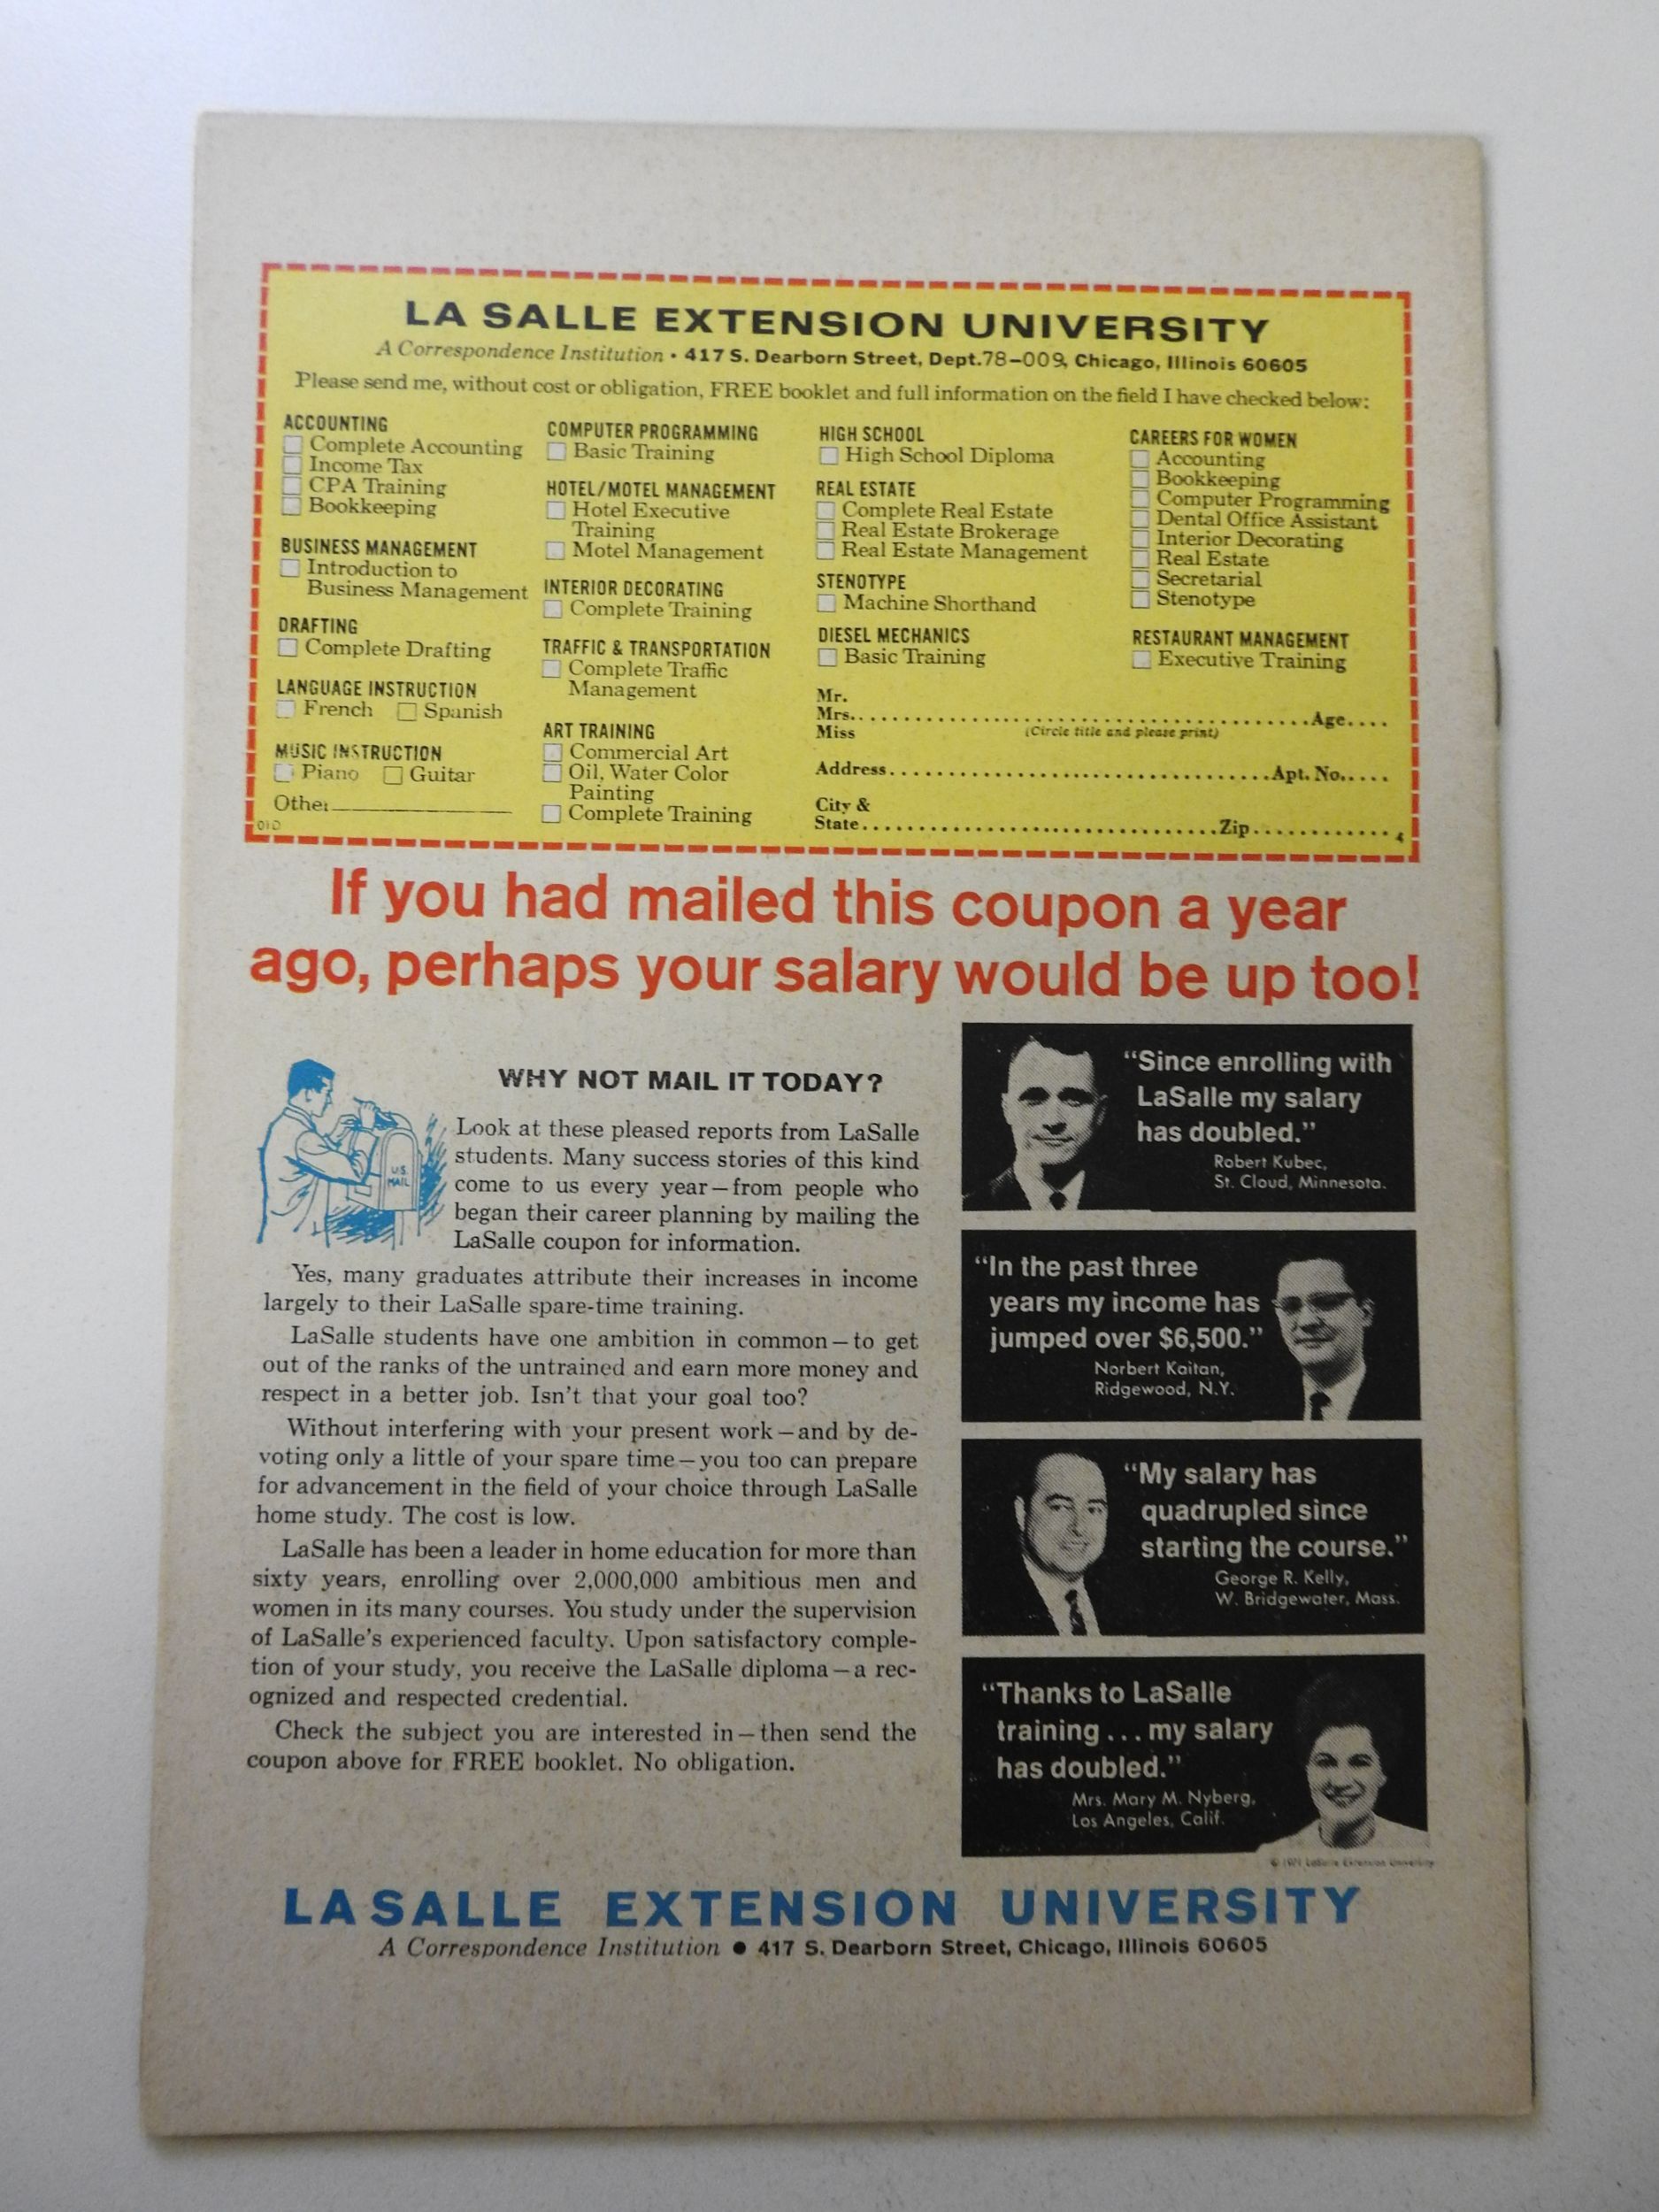 LA SALLE EXTENSION UNIVERSITY
A Correspondence Institution • 417 S. Dearborn Street, Dept.78–009, Chicago, Illinois 60605
Please send me, without cost or obligation, FREE booklet and full information on the field I have checked below:
ACCOUNTING
Complete Accounting
Income Tax
CPA Training
Bookkeeping
BUSINESS MANAGEMENT
Introduction to
Business Management
DRAFTING
Complete Drafting
LANGUAGE INSTRUCTION
French Spanish
MUSIC INSTRUCTION
Piano Guitar
Other
01D
COMPUTER PROGRAMMING
Basic Training
HOTEL/MOTEL MANAGEMENT
Hotel Executive
Training
Motel Management
INTERIOR DECORATING
Complete Training
TRAFFIC & TRANSPORTATION
Complete Traffic
Management
ART TRAINING
Commercial Art
Oil, Water Color
Painting
Complete Training
HIGH SCHOOL
High School Diploma
REAL ESTATE
Complete Real Estate
Real Estate Brokerage
Real Estate Management
STENOTYPE
Machine Shorthand
DIESEL MECHANICS
Basic Training
CAREERS FOR WOMEN
Accounting
Bookkeeping
Computer Programming
Dental Office Assistant
Interior Decorating
Real Estate
Secretarial
Stenotype
RESTAURANT MANAGEMENT
Executive Training
Mr.
Mrs. Age
Miss (Circle title and please print)
Address Apt. No.
City &
State Zip 4
If you had mailed this coupon a year
ago, perhaps your salary would be up too!
WHY NOT MAIL IT TODAY?
U.S.
MAIL
Look at these pleased reports from LaSalle
students. Many success stories of this kind
come to us every year – from people who
began their career planning by mailing the
LaSalle coupon for information.
Yes, many graduates attribute their increases in income
largely to their LaSalle spare-time training.
LaSalle students have one ambition in common – to get
out of the ranks of the untrained and earn more money and
respect in a better job. Isn't that your goal too?
Without interfering with your present work – and by de-
voting only a little of your spare time – you too can prepare
for advancement in the field of your choice through LaSalle
home study. The cost is low.
LaSalle has been a leader in home education for more than
sixty years, enrolling over 2,000,000 ambitious men and
women in its many courses. You study under the supervision
of LaSalle's experienced faculty. Upon satisfactory comple-
tion of your study, you receive the LaSalle diploma – a rec-
ognized and respected credential.
Check the subject you are interested in – then send the
coupon above for FREE booklet. No obligation.
“Since enrolling with
LaSalle my salary
has doubled.”
Robert Kubec,
St. Cloud, Minnesota.
“In the past three
years my income has
jumped over $6,500.”
Norbert Kaitan,
Ridgewood, N.Y.
“My salary has
quadrupled since
starting the course.”
George R. Kelly,
W. Bridgewater, Mass.
“Thanks to LaSalle
training ... my salary
has doubled.”
Mrs. Mary M. Nyberg,
Los Angeles, Calif.
© 1971 LaSalle Extension University
LA SALLE EXTENSION UNIVERSITY
A Correspondence Institution ● 417 S. Dearborn Street, Chicago, Illinois 60605